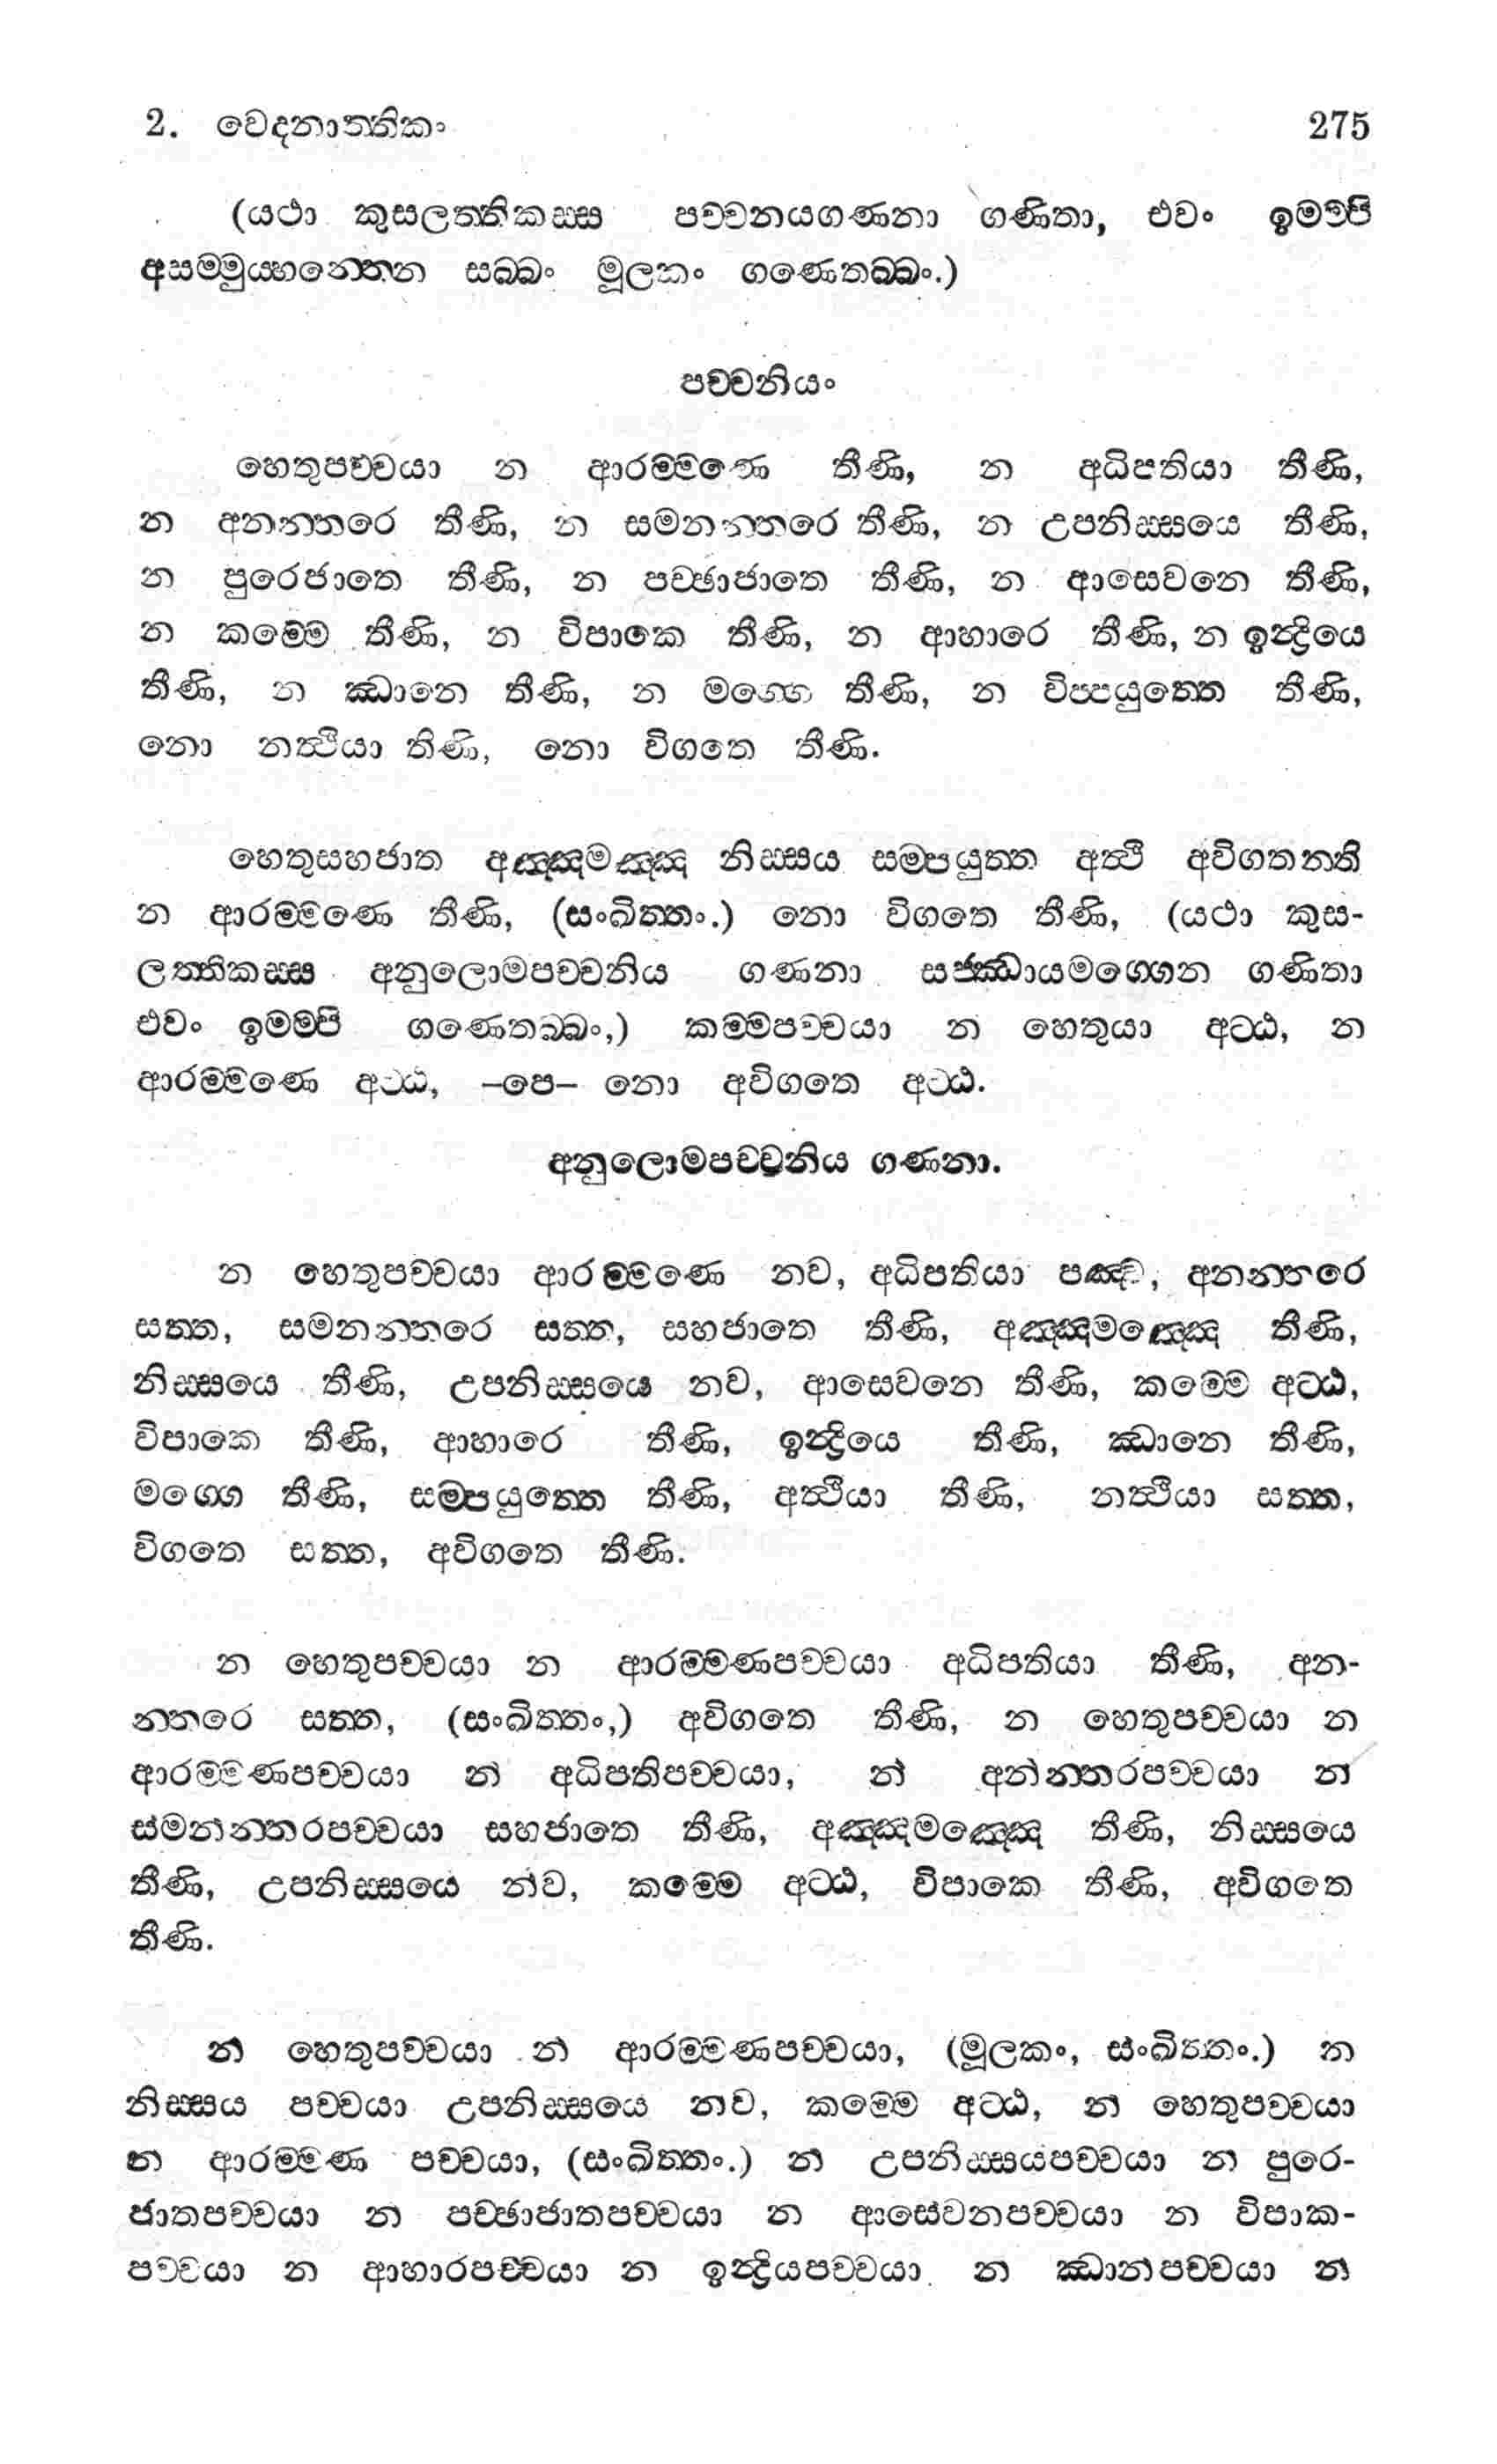 2. වෙදනාත්තිකං 275
(යථා කුසලත්තිකස්ස පච්චනයගණනා ගණිතා, එවං ඉමම්පි
අසම්මුය්හන්තෙන සබ්බං මූලකං ගණෙතබ්බං.)
පච්චනියං
හෙතුපච්චයා න ආරම්මණෙ තීණි, න අධිපතියා තීණි,
න අනන්තරෙ තීණි, න සමනන්තරෙ තීණි, න උපනිස්සයෙ තීණි,
න පුරෙජාතෙ තීණි, න පච්ඡාජාතෙ තීණි, න ආසෙවනෙ තීණි,
න කම්මෙ තීණි, න විපාකෙ තීණි, න ආහාරෙ තීණි, න ඉන්ද්‍රියෙ
තීණි, න ඣානෙ තීණි, න මග්ගෙ තීණි, න විප්පයුත්තෙ තීණි,
නො නත්ථියා තිණි, නො විගතෙ තීණි.
හෙතුසහජාත අඤ්ඤමඤ්ඤ නිස්සය සම්පයුත්ත අත්ථි අවිගතන්ති
න ආරම්මණෙ තීණි, (සංඛිත්තං.) නො විගතෙ තීණි, (යථා කුස-
ලත්තිකස්ස අනුලොමපච්චනිය ගණනා සජ්ඣායමග්ගෙන ගණිතා
එවං ඉමම්පි ගණෙතබ්බං,) කම්මපච්චයා න හෙතුයා අට්ඨ, න
ආරම්මණෙ අට්ඨ, –පෙ– නො අවිගතෙ අට්ඨ.
අනුලොමපච්චනිය ගණනා.
න හෙතුපච්චයා ආරම්මණෙ නව, අධිපතියා පඤ්ච, අනන්තරෙ
සත්ත, සමනන්තරෙ සත්ත, සහජාතෙ තීණි, අඤ්ඤමඤ්ඤෙ තීණි,
නිස්සයෙ තීණි, උපනිස්සයෙ නව, ආසෙවනෙ තීණි, කම්මෙ අට්ඨ,
විපාකෙ තීණි, ආහාරෙ තීණි, ඉන්ද්‍රියෙ තීණි, ඣානෙ තීණි,
මග්ගෙ තීණි, සම්පයුත්තෙ තීණි, අත්ථියා තීණි, නත්ථියා සත්ත,
විගතෙ සත්ත, අවිගතෙ තීණි.
න හෙතුපච්චයා න ආරම්මණපච්චයා අධිපතියා තීණි, අන-
න්තරෙ සත්ත, (සංඛිත්තං,) අවිගතෙ තීණි, න හෙතුපච්චයා න
ආරම්මණපච්චයා න අධිපතිපච්චයා, න අනන්තරපච්චයා න
සමනන්තරපච්චයා සහජාතෙ තීණි, අඤ්ඤමඤ්ඤෙ තීණි, නිස්සයෙ
තීණි, උපනිස්සයෙ නව, කම්මෙ අට්ඨ, විපාකෙ තීණි, අවිගතෙ
තීණි.
න හෙතුපච්චයා න ආරම්මණපච්චයා, (මූලකං, සංඛිත්තං.) න
නිස්සය පච්චයා උපනිස්සයෙ නව, කම්මෙ අට්ඨ, න හෙතුපච්චයා
න ආරම්මණ පච්චයා, (සංඛිත්තං.) න උපනිස්සයපච්චයා න පුරෙ-
ජාතපච්චයා න පච්ඡාජාතපච්චයා න ආසේවනපච්චයා න විපාක-
පච්චයා න ආහාරපච්චයා න ඉන්ද්‍රියපච්චයා න ඣානපච්චයා න